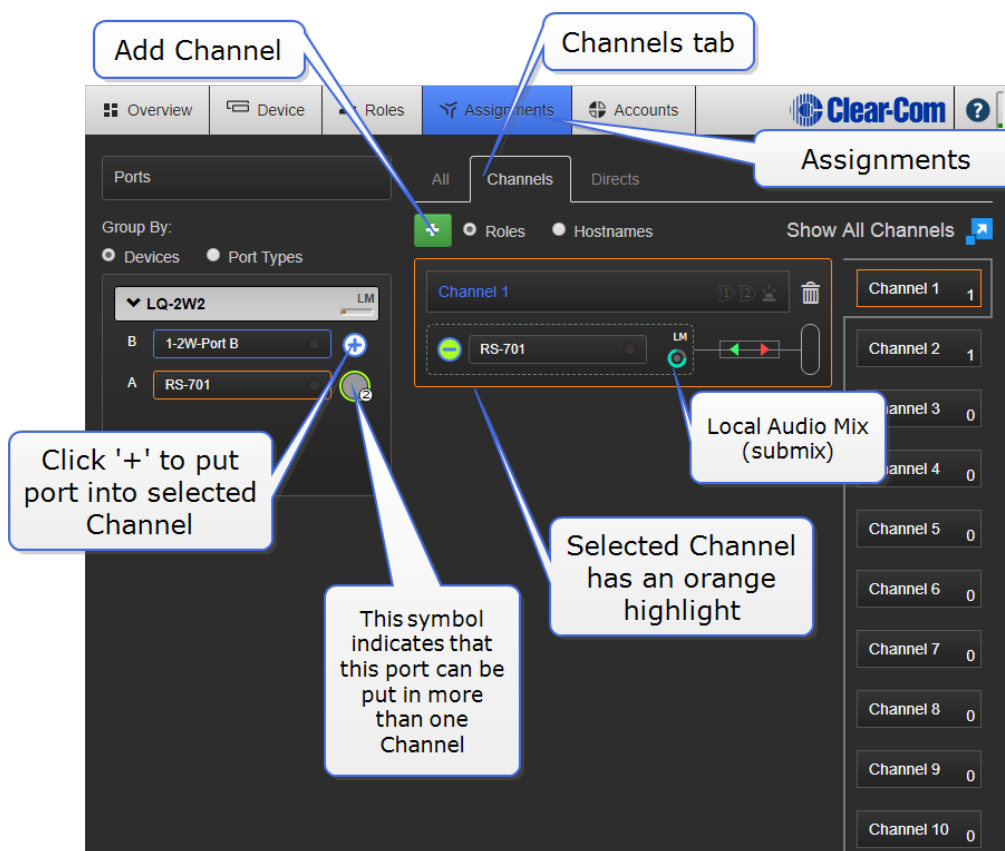 Add Channel
Channels tab
Overview
Device
Roles
Assignments
Accounts
Clear-Com
?
Assignments
Ports
All
Channels
Directs
Group By:
Roles
Hostnames
Show All Channels
Devices
Port Types
LQ-2W2
LM
Channel 1
1 2
Channel 1 1
B 1-2W-Port B
RS-701
LM
Channel 2 1
A RS-701
2
Channel 3 0
Local Audio Mix
(submix)
Click '+' to put
port into selected
Channel
Channel 4 0
Selected Channel
has an orange
highlight
Channel 5 0
This symbol
indicates that
this port can be
put in more
than one
Channel
Channel 6 0
Channel 7 0
Channel 8 0
Channel 9 0
Channel 10 0